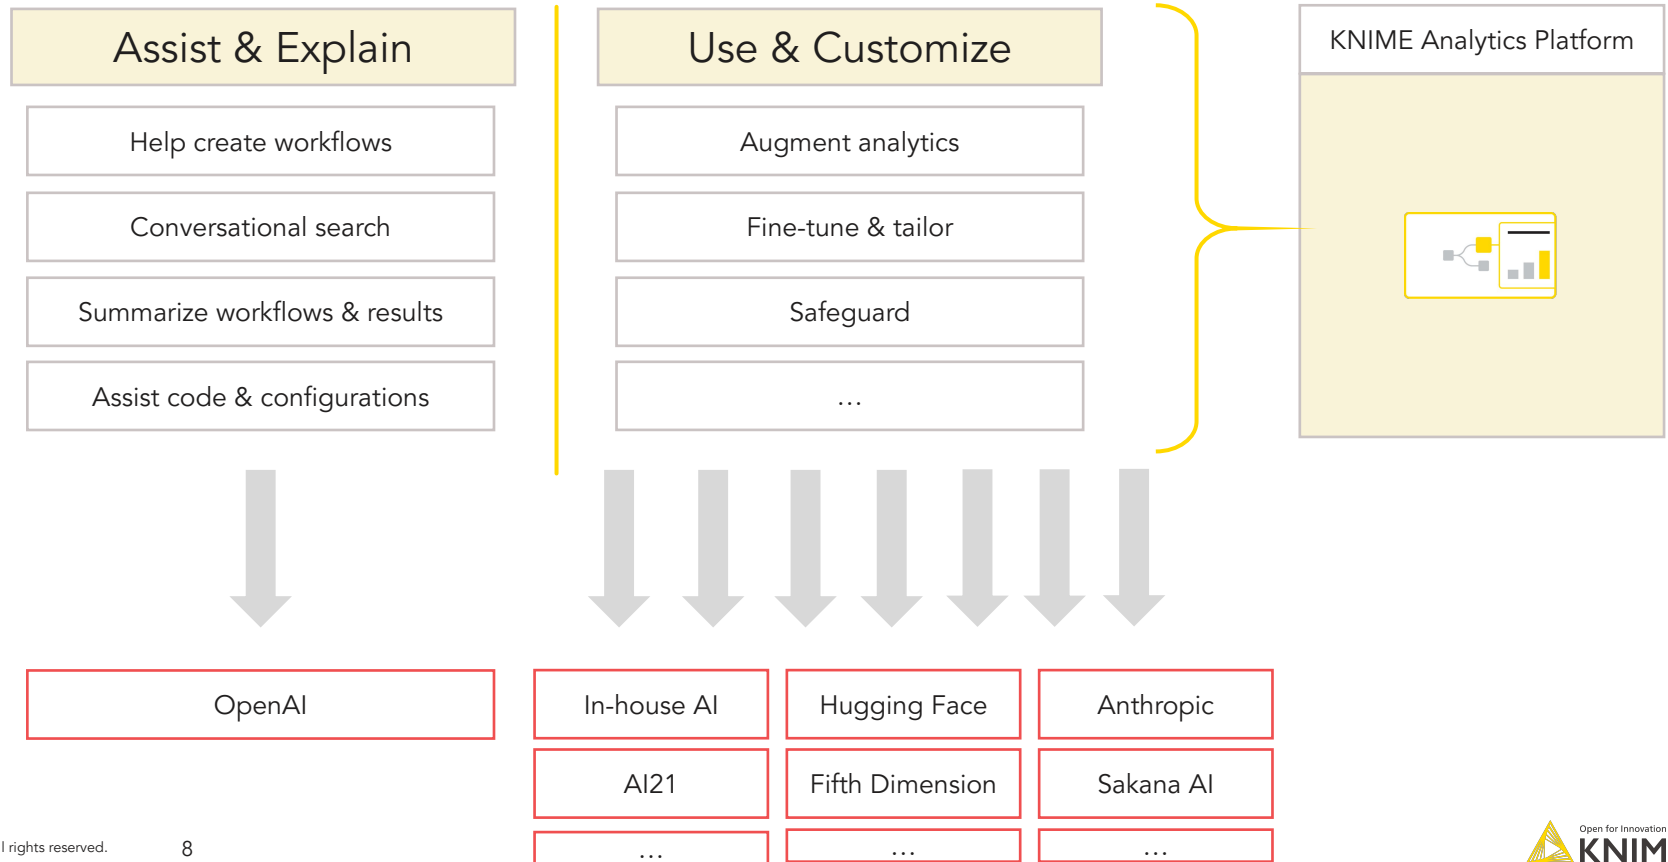 Assist & Explain
Help create workflows
Conversational search
Summarize workflows & results
Assist code & configurations
Use & Customize
Augment analytics
Fine-tune & tailor
Safeguard
…
KNIME Analytics Platform
OpenAI
In-house AI
Hugging Face
Anthropic
AI21
Fifth Dimension
Sakana AI
…
…
…
l rights reserved.
8
Open for Innovation
KNIM